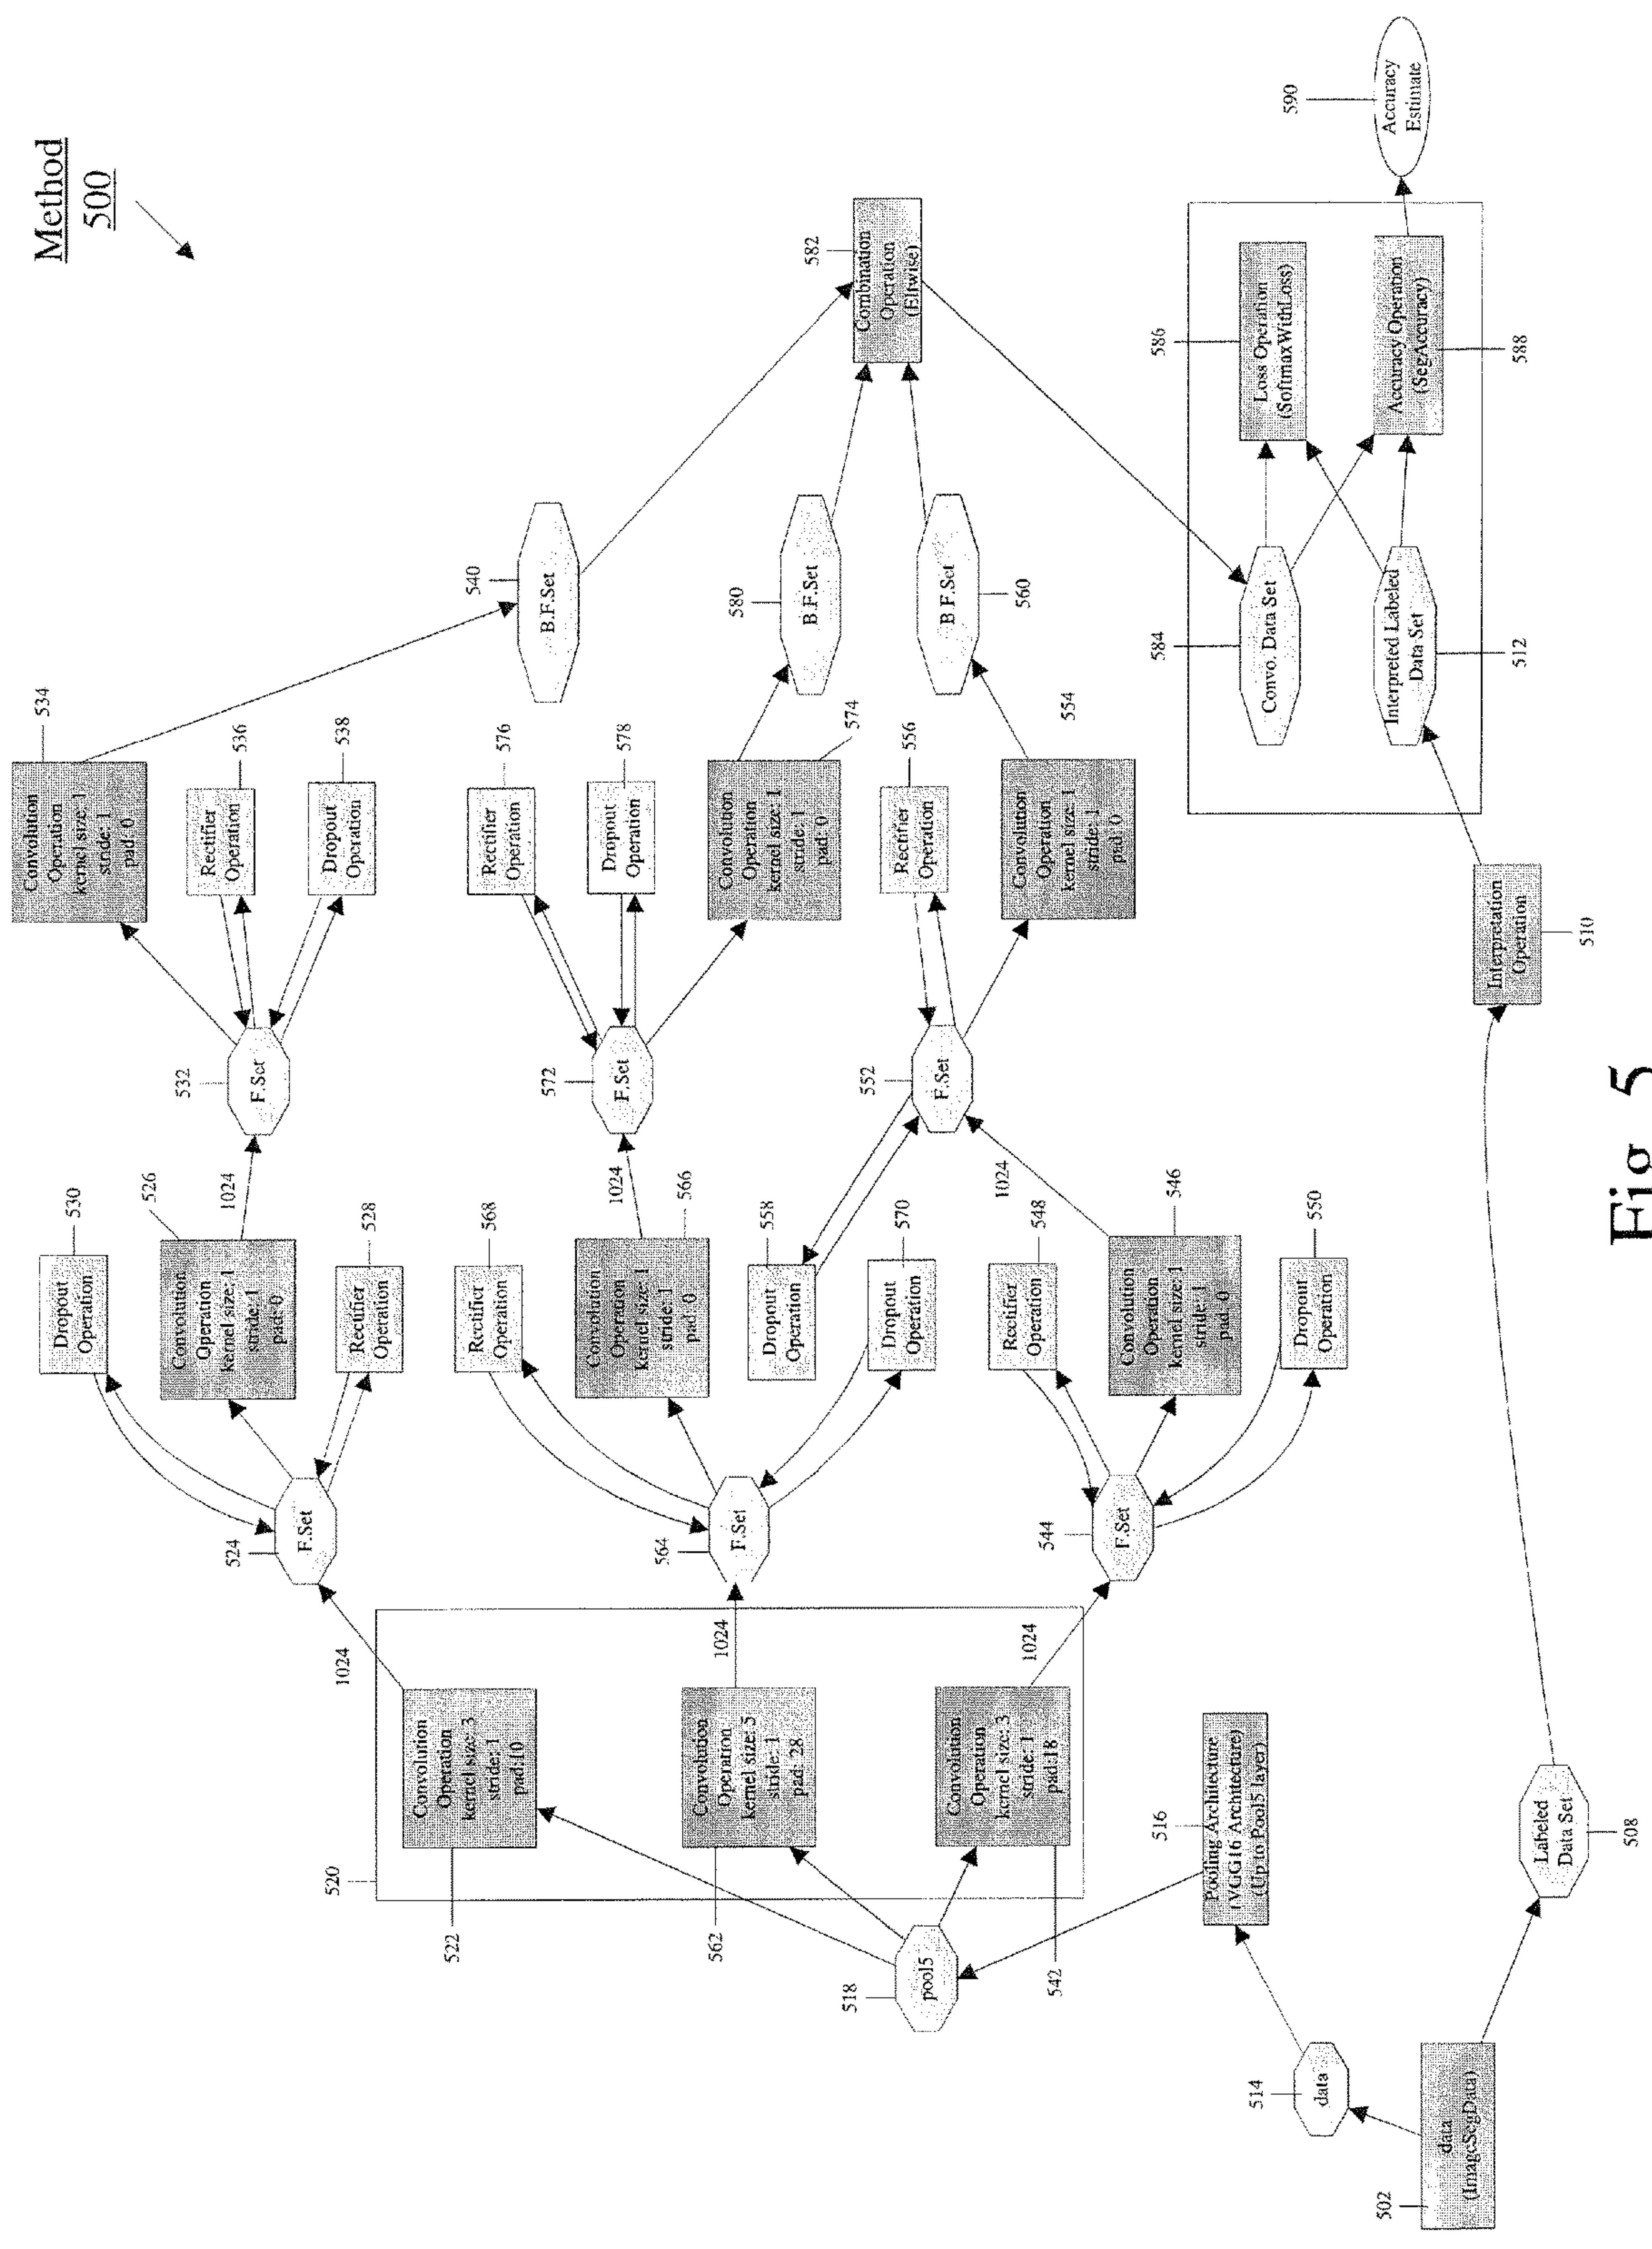 Method
500
534
Convolution
Operation
kernel size: 1
stride: 1
pad: 0
536
Rectifier
Operation
538
Dropout
Operation
532
F.Set
540
B.F.Set
530
Dropout
Operation
526
Convolution
Operation
kernel size: 1
stride: 1
pad: 0
1024
528
Rectifier
Operation
524
F.Set
1024
576
Rectifier
Operation
578
Dropout
Operation
574
Convolution
Operation
kernel size: 1
stride: 1
pad: 0
572
F.Set
580
B.F.Set
568
Rectifier
Operation
566
Convolution
Operation
kernel size: 1
stride: 1
pad: 0
1024
570
Dropout
Operation
564
F.Set
1024
556
Rectifier
Operation
554
Convolution
Operation
kernel size: 1
stride: 1
pad: 0
552
F.Set
558
Dropout
Operation
560
B.F.Set
548
Rectifier
Operation
546
Convolution
Operation
kernel size: 1
stride: 1
pad: 0
1024
550
Dropout
Operation
544
F.Set
1024
520
522
Convolution
Operation
kernel size: 3
stride: 1
pad:10
562
Convolution
Operation
kernel size: 5
stride: 1
pad: 28
542
Convolution
Operation
kernel size: 3
stride: 1
pad:18
518
pool5
516
Pooling Architecture
(VGG16 Architecture)
(Up to Pool5 layer)
514
data
502
data
(ImageSegData)
508
Labeled
Data Set
510
Interpretation
Operation
582
Combination
Operation
(Eltwise)
584
Convo. Data Set
512
Interpreted Labeled
Data Set
586
Loss Operation
(SoftmaxWithLoss)
588
Accuracy Operation
(SegAccuracy)
590
Accuracy
Estimate
Fig. 5